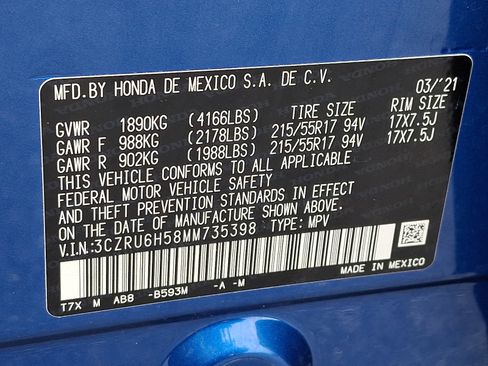 MFD.BY HONDA DE MEXICO S.A. DE C.V. 03/'21
TIRE SIZE RIM SIZE
GVWR 1890KG (4166LBS)
GAWR F 988KG (2178LBS) 215/55R17 94V 17X7.5J
GAWR R 902KG (1988LBS) 215/55R17 94V 17X7.5J
THIS VEHICLE CONFORMS TO ALL APPLICABLE
FEDERAL MOTOR VEHICLE SAFETY
AND THEFT PREVENTION STANDARDS IN EFFECT
ON THE DATE OF MANUFACTURE SHOWN ABOVE.
V.I.N:3CZRU6H58MM735398 TYPE: MPV
T7X M ABB -B593M -A -M
MADE IN MEXICO